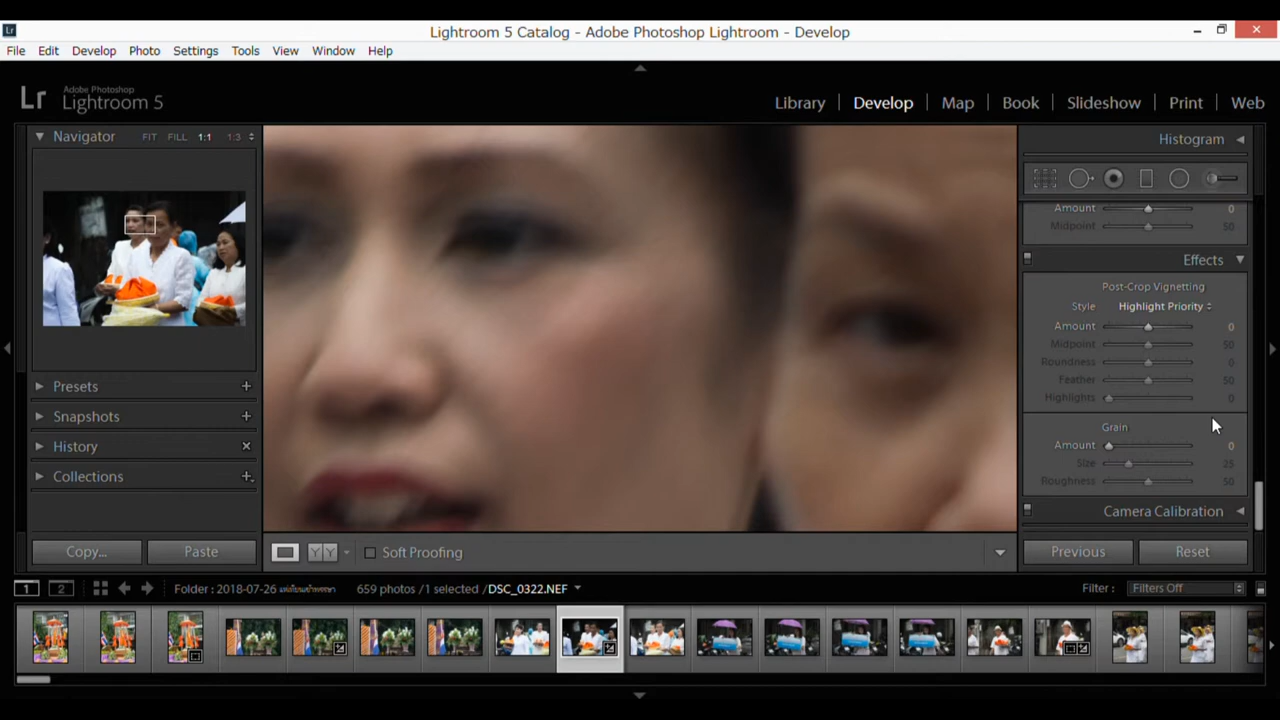 Lr
Lightroom 5 Catalog - Adobe Photoshop Lightroom - Develop
File Edit Develop Photo Settings Tools View Window Help
Lr Adobe Photoshop
Lightroom 5
Library | Develop | Map | Book | Slideshow | Print | Web
Navigator FIT FILL 1:1 1:3
Presets +
Snapshots +
History ×
Collections +
Copy... Paste
Soft Proofing
Histogram
Amount 0
Midpoint 50
Effects
Post-Crop Vignetting
Style Highlight Priority
Amount 0
Midpoint 50
Roundness 0
Feather 50
Highlights 0
Grain
Amount 0
Size 25
Roughness 50
Camera Calibration
Previous Reset
1 2 Folder : 2018-07-26 659 photos /1 selected /DSC_0322.NEF Filter : Filters Off